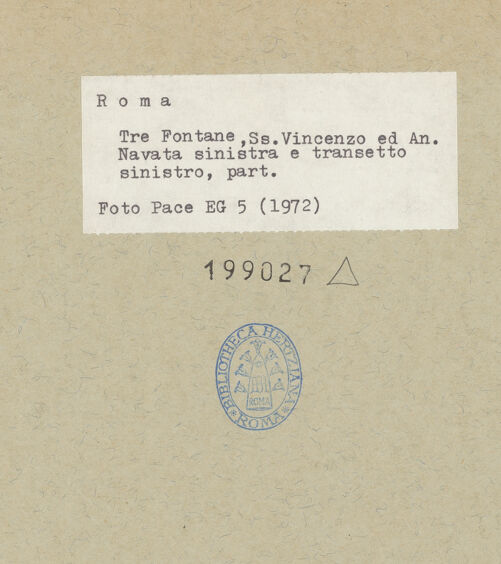 R o m a
Tre Fontane,Ss.Vincenzo ed An.
Navata sinistra e transetto
sinistro, part.
Foto Pace EG 5 (1972)
199027
BIBLIOTHECA HERTZIANA
ROMA
ROMA